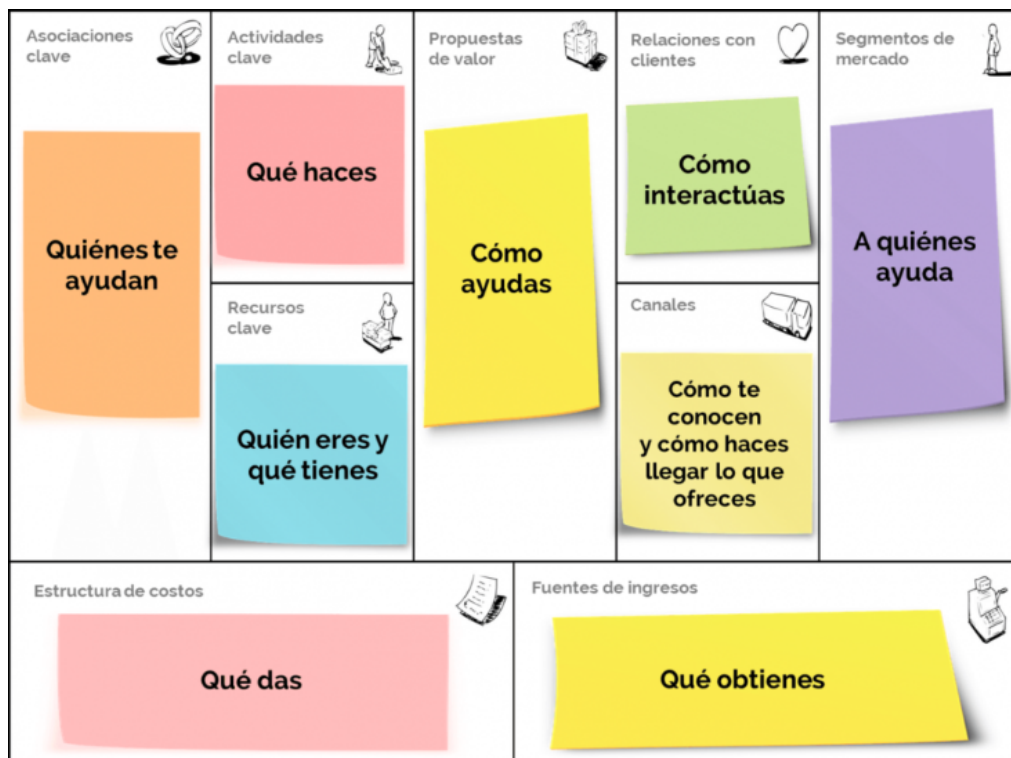 Asociaciones
clave
Quiénes te
ayudan
Actividades
clave
Qué haces
Recursos
clave
Quién eres y
qué tienes
Propuestas
de valor
Cómo
ayudas
Relaciones con
clientes
Cómo
interactúas
Canales
Cómo te
conocen
y cómo haces
llegar lo que
ofreces
Segmentos de
mercado
A quiénes
ayuda
Estructura de costos
Qué das
Fuentes de ingresos
Qué obtienes